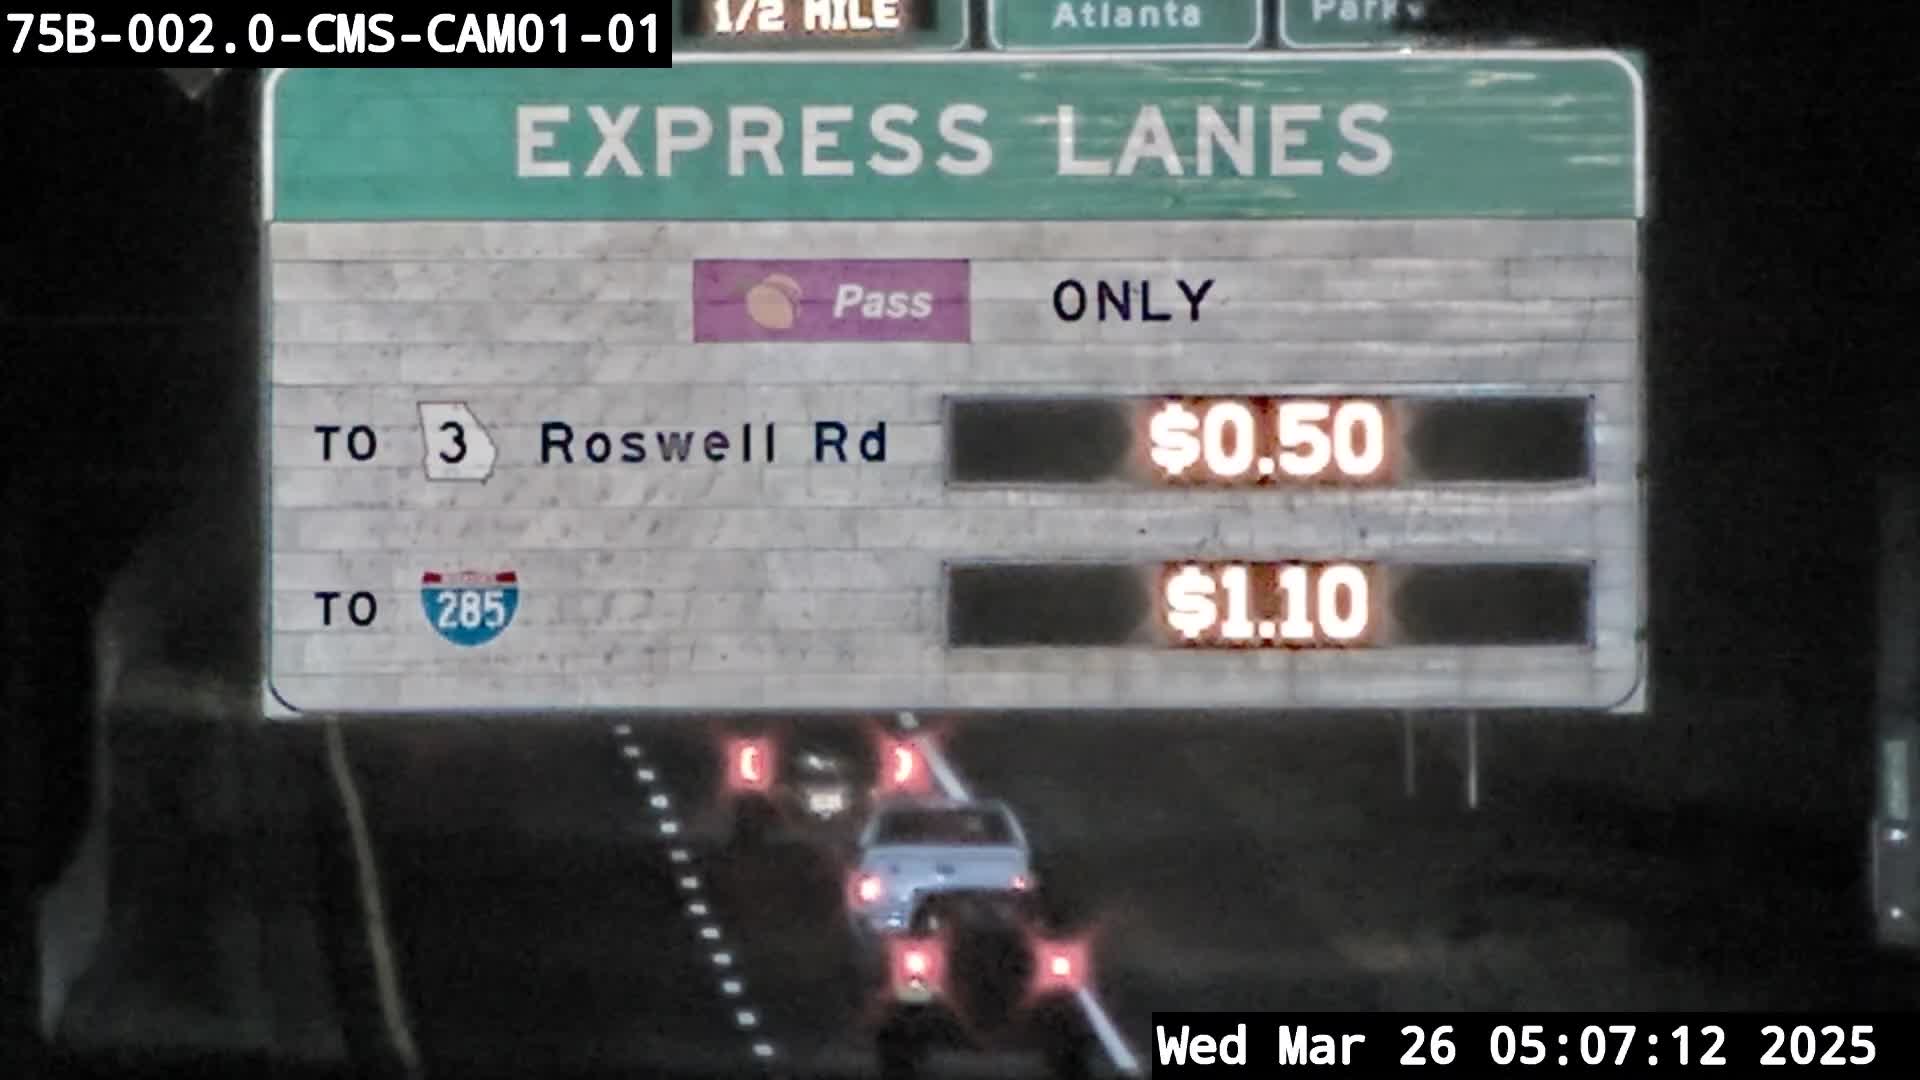 75B-002.0-CMS-CAM01-01
1/2 MILE
Atlanta
EXPRESS LANES
Pass ONLY
TO 3 Roswell Rd $0.50
TO 285 $1.10
Wed Mar 26 05:07:12 2025